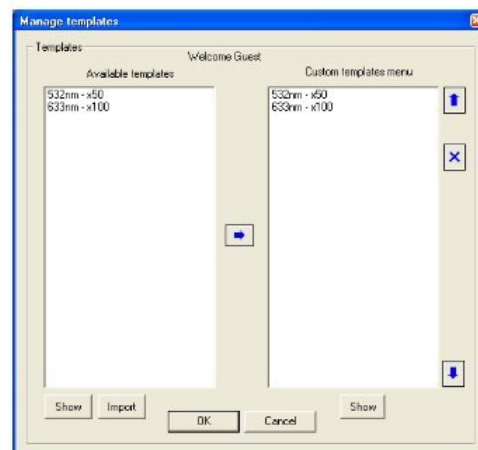 Manage templates
Templates
Welcome Guest
Available templates
Custom templates menu
532nm - x50
633nm - x100
532nm - x50
633nm - x100
Show
Import
Show
OK
Cancel